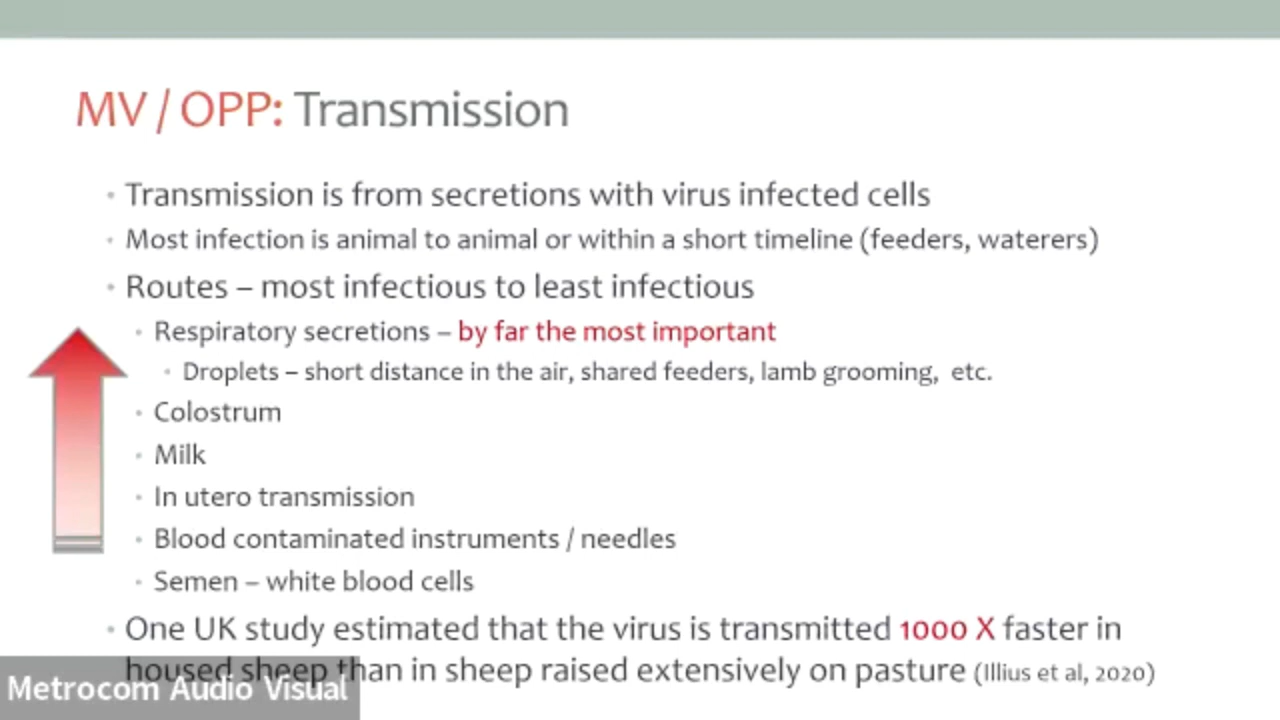 MV / OPP: Transmission
• Transmission is from secretions with virus infected cells
• Most infection is animal to animal or within a short timeline (feeders, waterers)
• Routes – most infectious to least infectious
• Respiratory secretions – by far the most important
• Droplets – short distance in the air, shared feeders, lamb grooming, etc.
• Colostrum
• Milk
• In utero transmission
• Blood contaminated instruments / needles
• Semen – white blood cells
• One UK study estimated that the virus is transmitted 1000 X faster in
housed sheep than in sheep raised extensively on pasture (Illius et al, 2020)
Metrocom Audio Visual